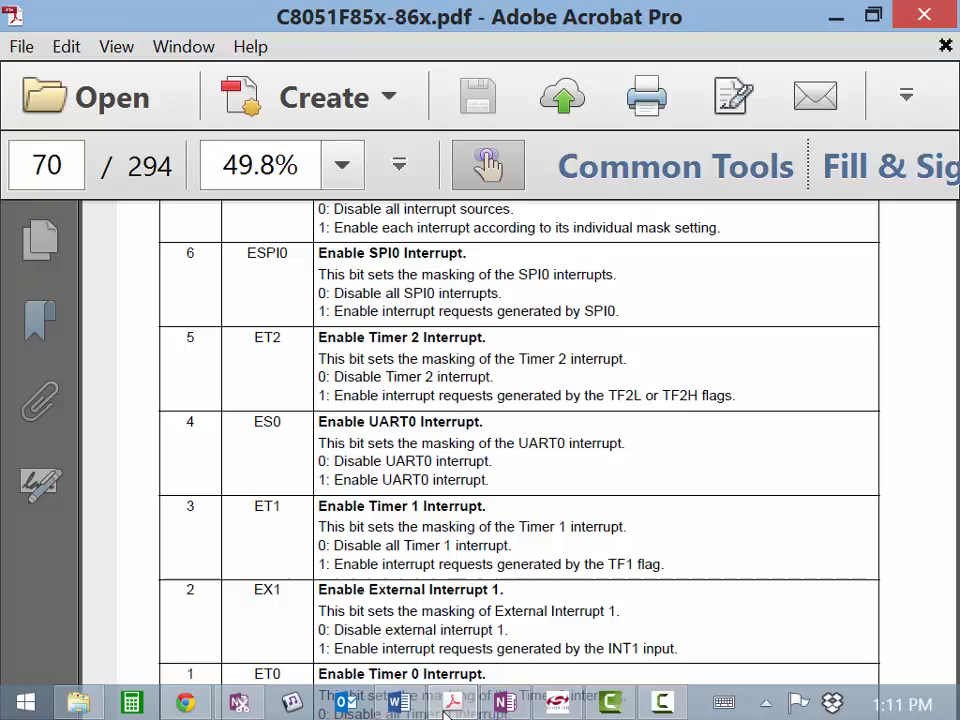 C8051F85x-86x.pdf - Adobe Acrobat Pro
File Edit View Window Help
Open Create
70 / 294 49.8% Common Tools Fill & Sig
0: Disable all interrupt sources.
1: Enable each interrupt according to its individual mask setting.
6 ESPI0 Enable SPI0 Interrupt.
This bit sets the masking of the SPI0 interrupts.
0: Disable all SPI0 interrupts.
1: Enable interrupt requests generated by SPI0.
5 ET2 Enable Timer 2 Interrupt.
This bit sets the masking of the Timer 2 interrupt.
0: Disable Timer 2 interrupt.
1: Enable interrupt requests generated by the TF2L or TF2H flags.
4 ES0 Enable UART0 Interrupt.
This bit sets the masking of the UART0 interrupt.
0: Disable UART0 interrupt.
1: Enable UART0 interrupt.
3 ET1 Enable Timer 1 Interrupt.
This bit sets the masking of the Timer 1 interrupt.
0: Disable all Timer 1 interrupt.
1: Enable interrupt requests generated by the TF1 flag.
2 EX1 Enable External Interrupt 1.
This bit sets the masking of External Interrupt 1.
0: Disable external interrupt 1.
1: Enable interrupt requests generated by the INT1 input.
1 ET0 Enable Timer 0 Interrupt.
1:11 PM